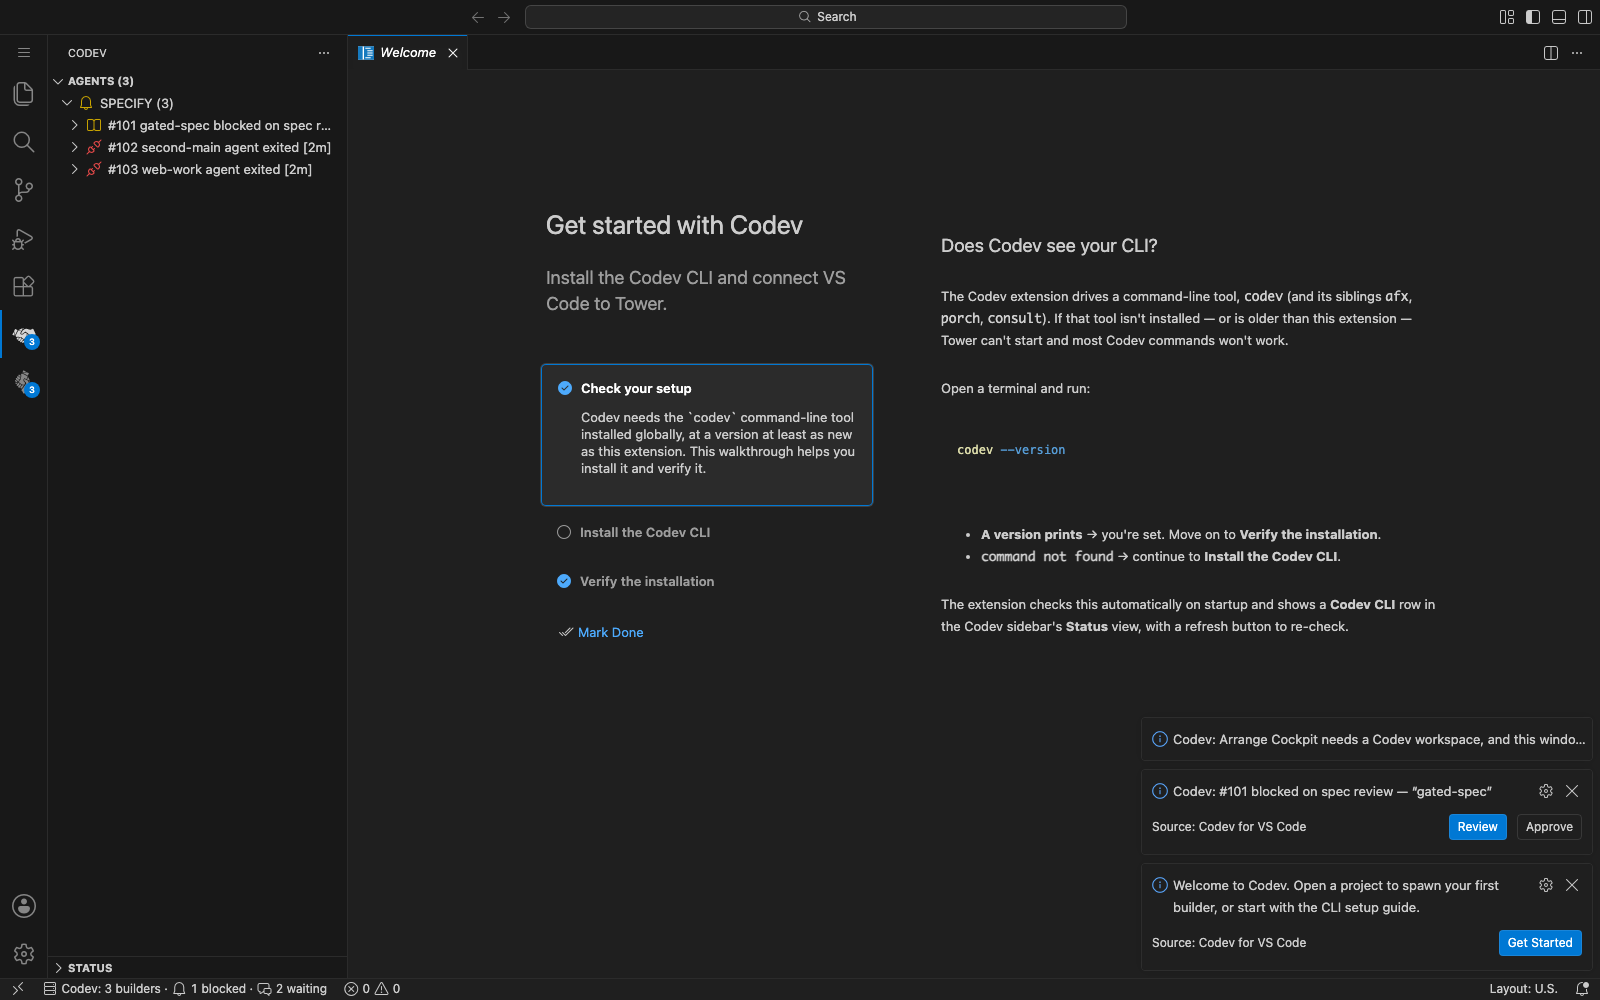 Search
CODEV
Welcome
AGENTS (3)
SPECIFY (3)
#101 gated-spec blocked on spec r...
#102 second-main agent exited [2m]
#103 web-work agent exited [2m]
3
3
Get started with Codev
Install the Codev CLI and connect VS
Code to Tower.
Check your setup
Codev needs the `codev` command-line tool
installed globally, at a version at least as new
as this extension. This walkthrough helps you
install it and verify it.
Install the Codev CLI
Verify the installation
Mark Done
Does Codev see your CLI?
The Codev extension drives a command-line tool, codev (and its siblings afx,
porch, consult). If that tool isn't installed — or is older than this extension —
Tower can't start and most Codev commands won't work.
Open a terminal and run:
codev --version
• A version prints → you're set. Move on to Verify the installation.
• command not found → continue to Install the Codev CLI.
The extension checks this automatically on startup and shows a Codev CLI row in
the Codev sidebar's Status view, with a refresh button to re-check.
Codev: Arrange Cockpit needs a Codev workspace, and this windo...
Codev: #101 blocked on spec review — “gated-spec”
Source: Codev for VS Code
Review
Approve
Welcome to Codev. Open a project to spawn your first
builder, or start with the CLI setup guide.
Source: Codev for VS Code
Get Started
STATUS
Codev: 3 builders · 1 blocked · 2 waiting
0 0
Layout: U.S.